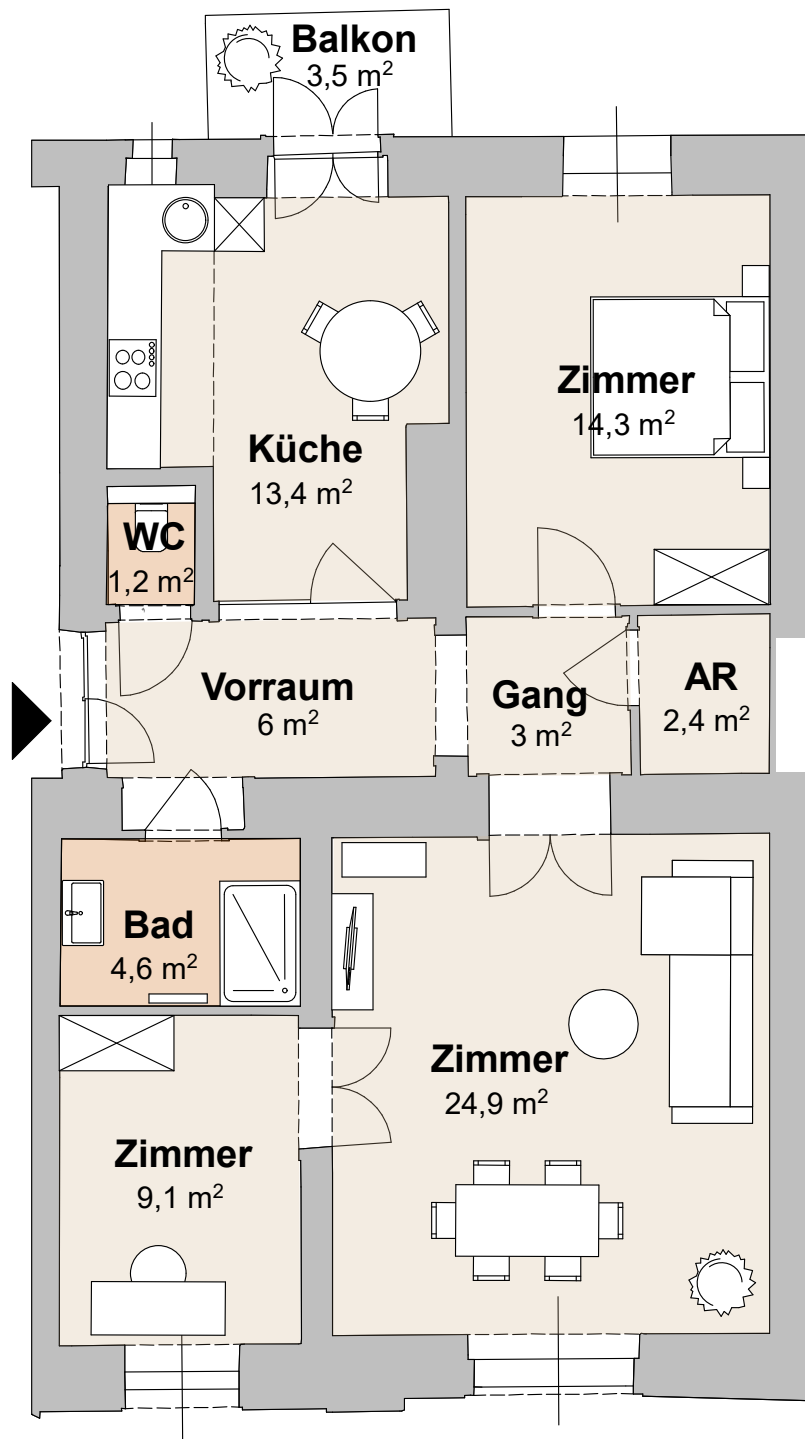 Balkon
3,5 m²
Zimmer
14,3 m²
Küche
13,4 m²
WC
1,2 m²
Vorraum
6 m²
Gang
3 m²
AR
2,4 m²
Bad
4,6 m²
Zimmer
24,9 m²
Zimmer
9,1 m²